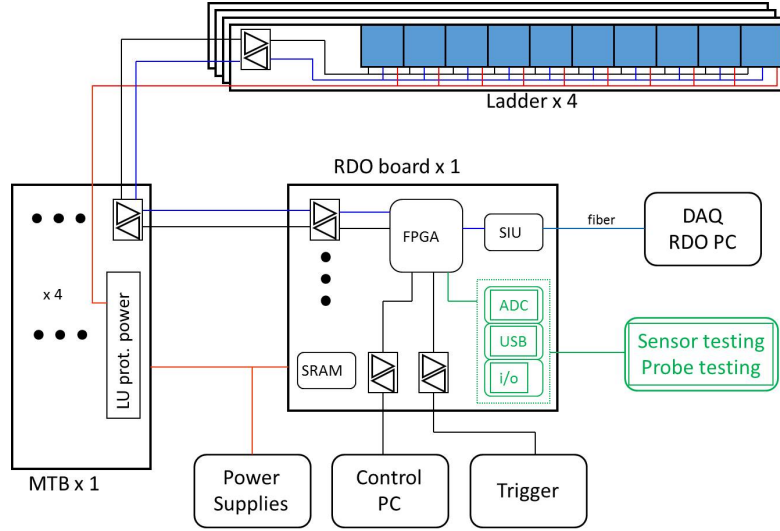 Ladder x 4
RDO board x 1
FPGA
SIU
fiber
DAQ
RDO PC
x 4
LU prot. power
ADC
USB
i/o
Sensor testing
Probe testing
SRAM
MTB x 1
Power
Supplies
Control
PC
Trigger